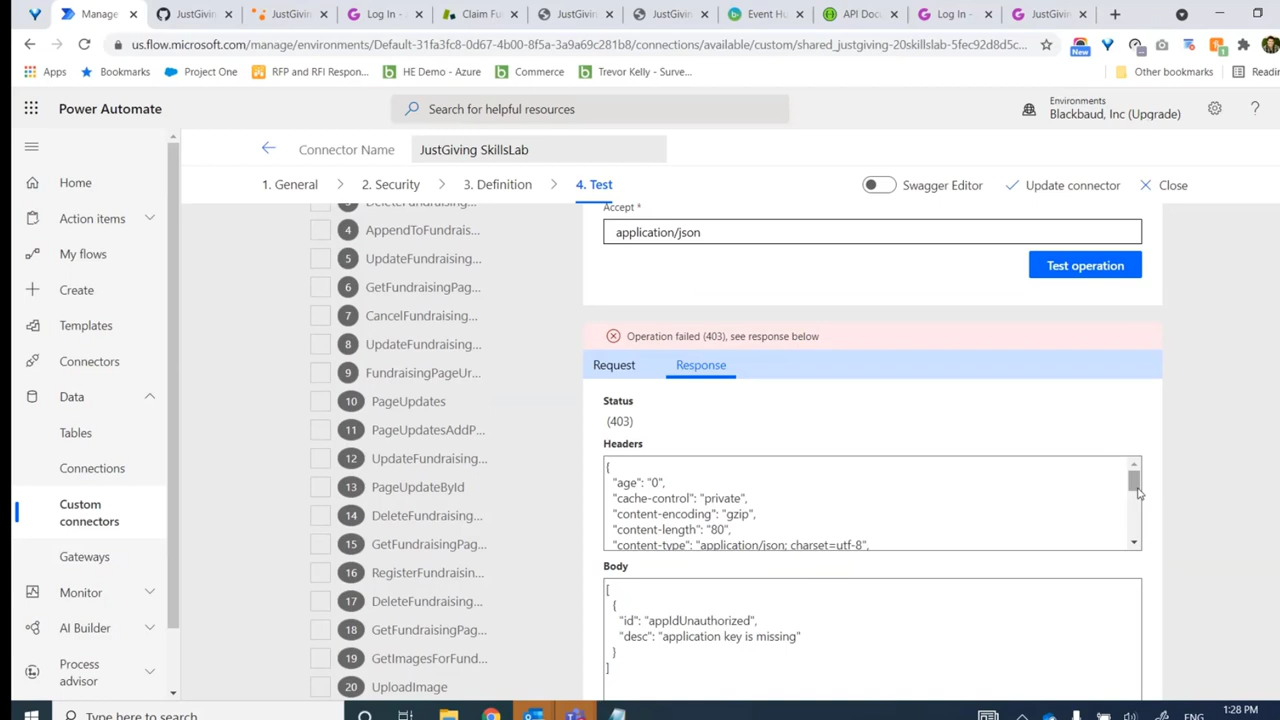 Manage
JustGiving
JustGiving
Log In -
Claim Fu
JustGiving
JustGiving
Event Hu
API Doc
Log In -
JustGiving
us.flow.microsoft.com/manage/environments/Default-31fa3fc8-0d67-4b00-8f5a-3a9a69c281b8/connections/available/custom/shared_justgiving-20skillslab-5fec92d8d5c...
New
1
Apps
Bookmarks
Project One
RFP and RFI Respon...
HE Demo - Azure
Commerce
Trevor Kelly - Surve...
Other bookmarks
Power Automate
Search for helpful resources
Environments
Blackbaud, Inc (Upgrade)
?
Connector Name
JustGiving SkillsLab
1. General
2. Security
3. Definition
4. Test
Swagger Editor
Update connector
Close
Home
Action items
My flows
Create
Templates
Connectors
Data
Tables
Connections
Custom
connectors
Gateways
Monitor
AI Builder
Process
advisor
3 DeleteFundraising...
4 AppendToFundrais...
5 UpdateFundraising...
6 GetFundraisingPag...
7 CancelFundraising...
8 UpdateFundraising...
9 FundraisingPageUr...
10 PageUpdates
11 PageUpdatesAddP...
12 UpdateFundraising...
13 PageUpdateById
14 DeleteFundraising...
15 GetFundraisingPag...
16 RegisterFundraisin...
17 DeleteFundraising...
18 GetFundraisingPag...
19 GetImagesForFund...
20 UploadImage
Accept *
application/json
Test operation
Operation failed (403), see response below
Request
Response
Status
(403)
Headers
{
"age": "0",
"cache-control": "private",
"content-encoding": "gzip",
"content-length": "80",
"content-type": "application/json; charset=utf-8",
Body
[
{
"id": "appIdUnauthorized",
"desc": "application key is missing"
}
]
Type here to search
ENG
1:28 PM